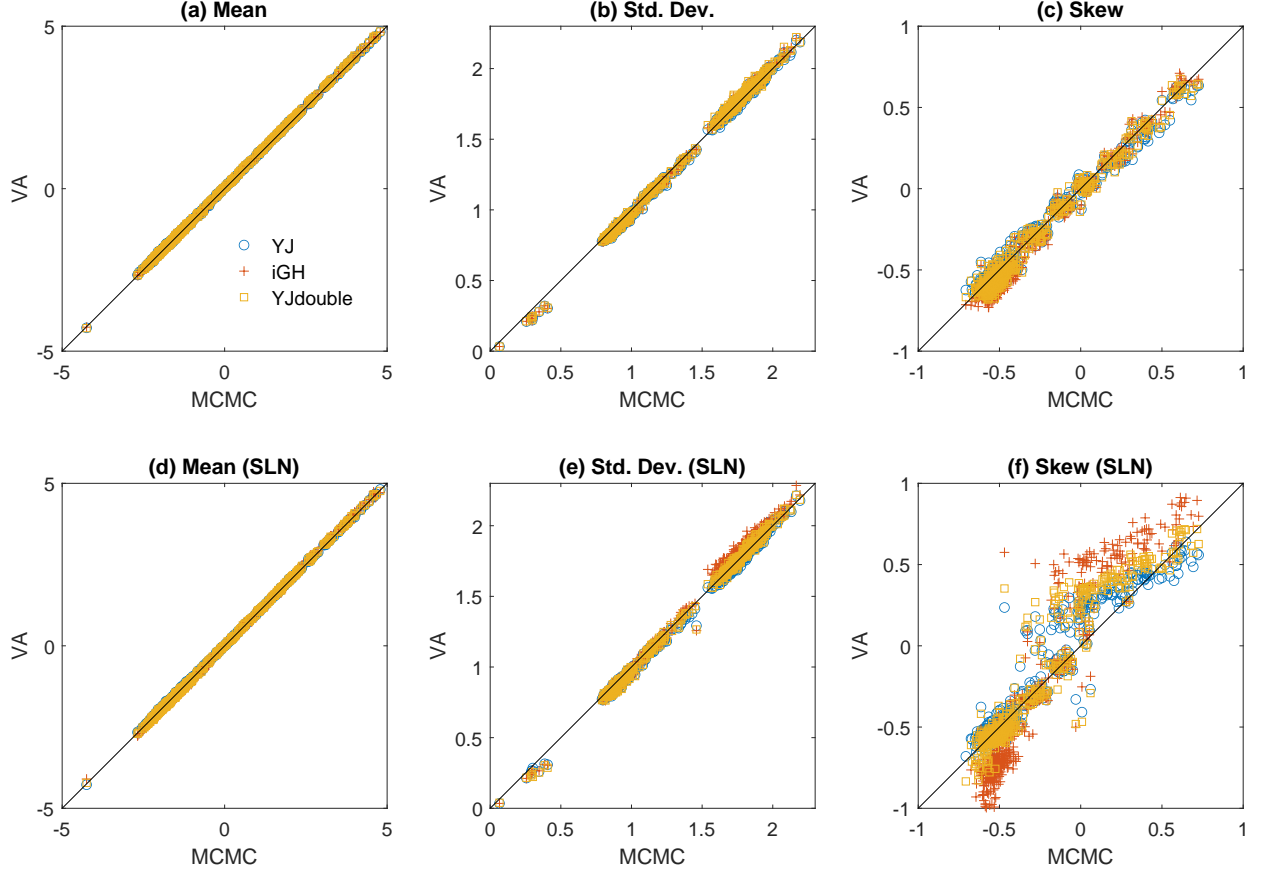 (a) Mean
(b) Std. Dev.
(c) Skew
5
0
-5
VA
-5
0
5
MCMC
YJ
iGH
YJdouble
2
1.5
1
0.5
0
VA
0
0.5
1
1.5
2
MCMC
1
0.5
0
-0.5
-1
VA
-1
-0.5
0
0.5
1
MCMC
(d) Mean (SLN)
(e) Std. Dev. (SLN)
(f) Skew (SLN)
5
0
-5
VA
-5
0
5
MCMC
2
1.5
1
0.5
0
VA
0
0.5
1
1.5
2
MCMC
1
0.5
0
-0.5
-1
VA
-1
-0.5
0
0.5
1
MCMC